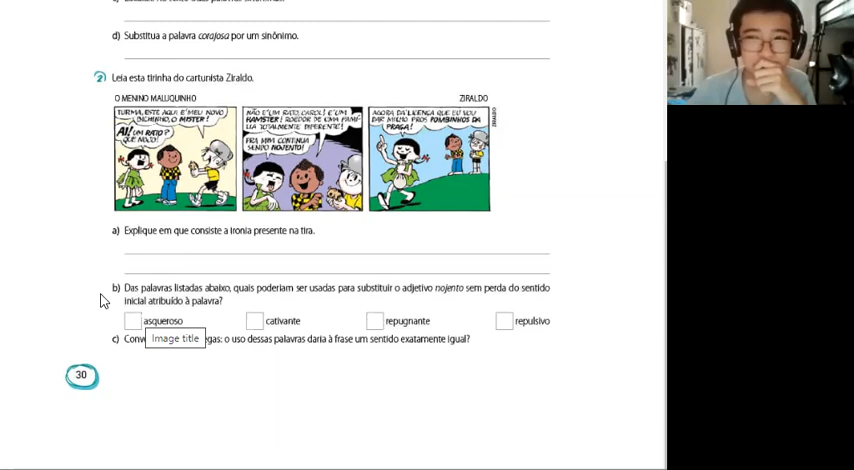 d) Substitua a palavra corajosa por um sinônimo.
2 Leia esta tirinha do cartunista Ziraldo.
O MENINO MALUQUINHO ZIRALDO
TURMA, ESTE AQUI É MEU NOVO
BICHINHO, O MISTER!
AI! UM RATO?
QUE NOJO!
NÃO É UM RATO, CAROL! É UM
HAMSTER! ROEDOR DE UMA FAMÍ-
LIA TOTALMENTE DIFERENTE!
PRA MIM CONTINUA
SENDO NOJENTO!
AGORA DÁ LICENÇA QUE EU VOU
DAR MILHO PROS POMBINHOS DA
PRAÇA!
ZIRALDO
a) Explique em que consiste a ironia presente na tira.
b) Das palavras listadas abaixo, quais poderiam ser usadas para substituir o adjetivo nojento sem perda do sentido
inicial atribuído à palavra?
asqueroso cativante repugnante repulsivo
Image title
c) Conv egas: o uso dessas palavras daria à frase um sentido exatamente igual?
30